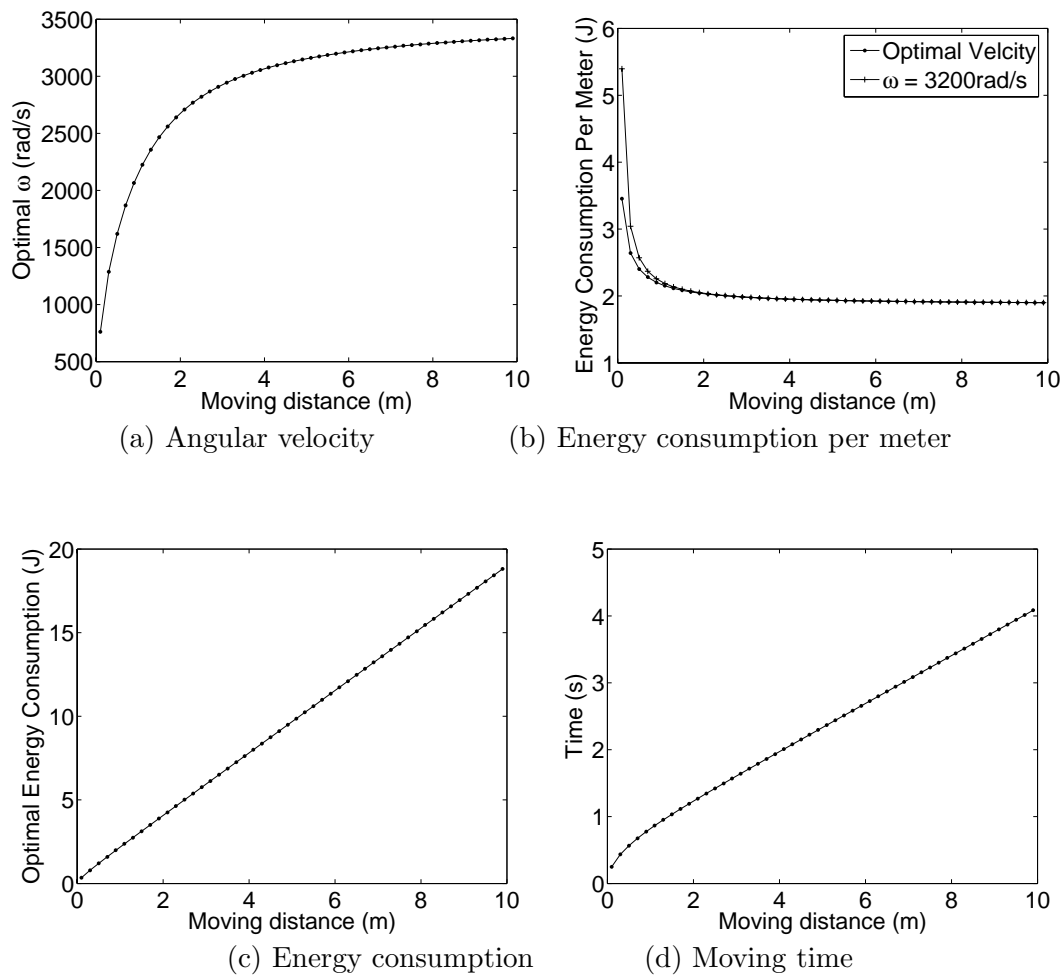 3500
3000
2500
2000
1500
1000
500
0 2 4 6 8 10
Optimal ω (rad/s)
Moving distance (m)
(a) Angular velocity
6
5
4
3
2
1
0 2 4 6 8 10
Energy Consumption Per Meter (J)
Optimal Velcity
ω = 3200rad/s
Moving distance (m)
(b) Energy consumption per meter
20
15
10
5
0
0 2 4 6 8 10
Optimal Energy Consumption (J)
Moving distance (m)
(c) Energy consumption
5
4
3
2
1
0
0 2 4 6 8 10
Time (s)
Moving distance (m)
(d) Moving time